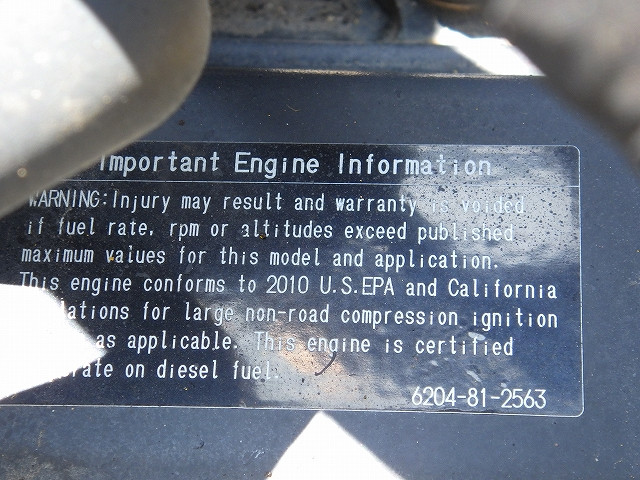 Important Engine Information
WARNING:Injury may result and warranty is voided
if fuel rate, rpm or altitudes exceed published
maximum values for this model and application.
This engine conforms to 2010 U.S.EPA and California
for large non-road compression ignition
as applicable. This engine is certified
on diesel fuel.
6204-81-2563